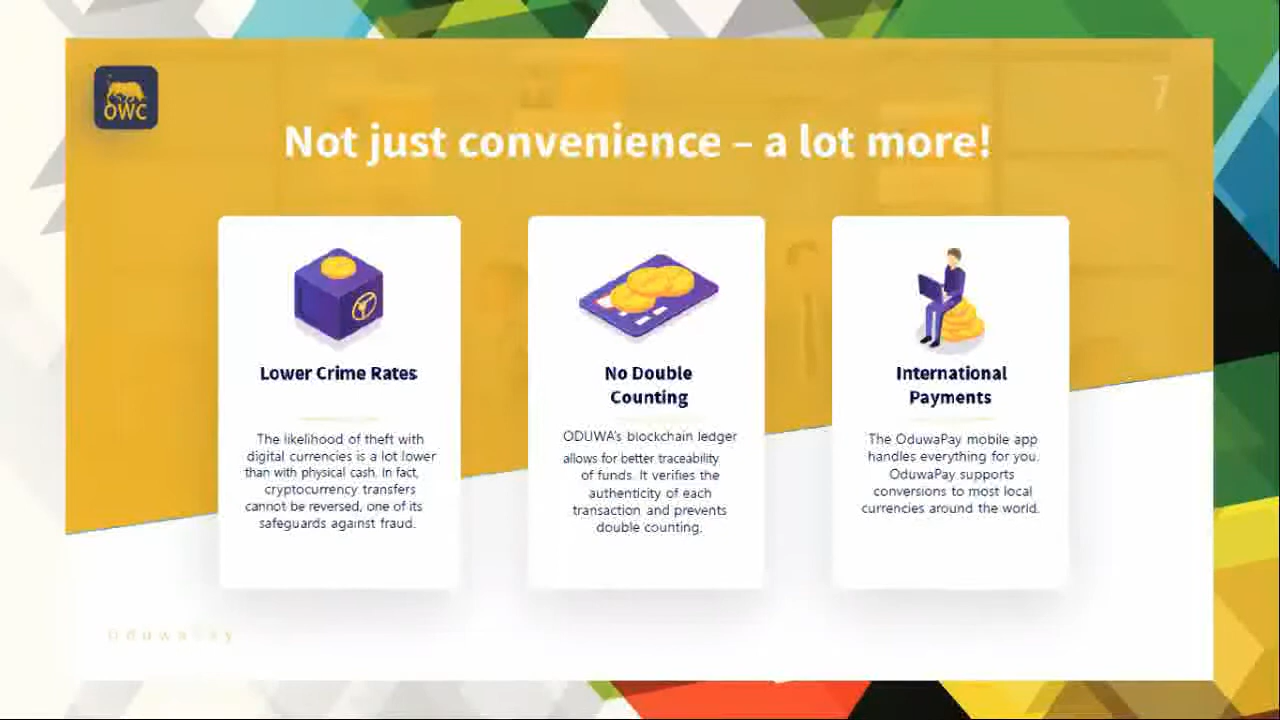 OWC
7
Not just convenience – a lot more!
Lower Crime Rates
The likelihood of theft with
digital currencies is a lot lower
than with physical cash. In fact,
cryptocurrency transfers
cannot be reversed, one of its
safeguards against fraud.
No Double
Counting
ODUWA's blockchain ledger
allows for better traceability
of funds. It verifies the
authenticity of each
transaction and prevents
double counting.
International
Payments
The OduwaPay mobile app
handles everything for you.
OduwaPay supports
conversions to most local
currencies around the world.
OduwaPay